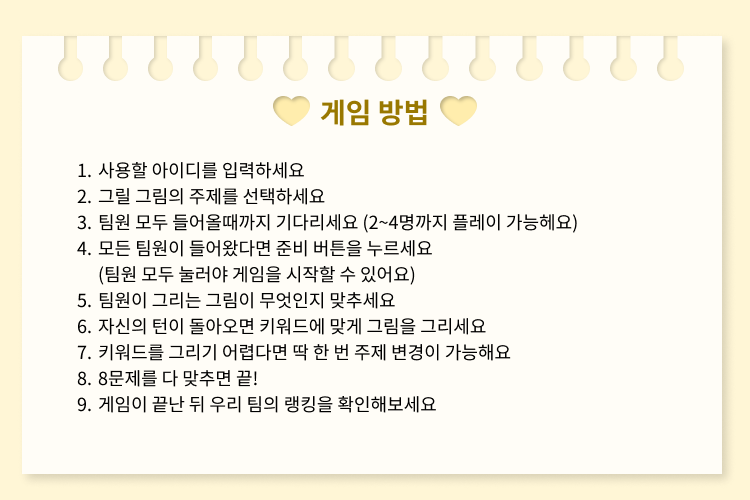 게임 방법
1. 사용할 아이디를 입력하세요
2. 그릴 그림의 주제를 선택하세요
3. 팀원 모두 들어올때까지 기다리세요 (2~4명까지 플레이 가능헤요)
4. 모든 팀원이 들어왔다면 준비 버튼을 누르세요
(팀원 모두 눌러야 게임을 시작할 수 있어요)
5. 팀원이 그리는 그림이 무엇인지 맞추세요
6. 자신의 턴이 돌아오면 키워드에 맞게 그림을 그리세요
7. 키워드를 그리기 어렵다면 딱 한 번 주제 변경이 가능해요
8. 8문제를 다 맞추면 끝!
9. 게임이 끝난 뒤 우리 팀의 랭킹을 확인해보세요